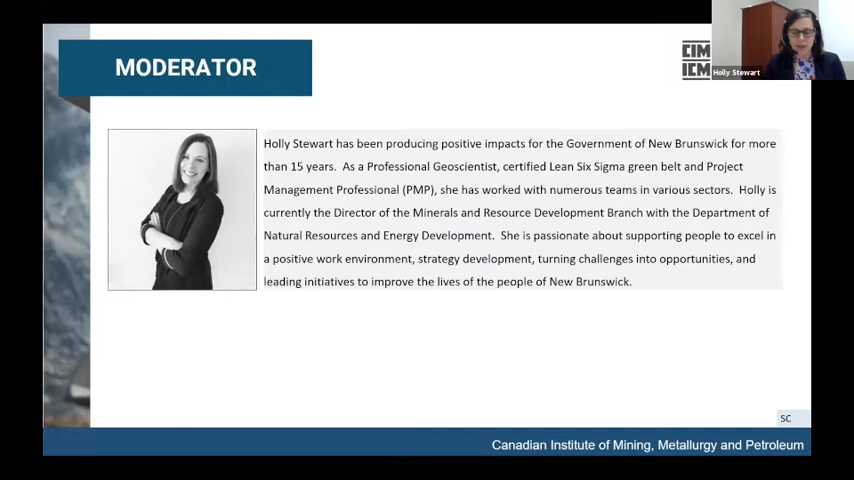 MODERATOR
CIM
ICM
Holly Stewart
Holly Stewart has been producing positive impacts for the Government of New Brunswick for more
than 15 years. As a Professional Geoscientist, certified Lean Six Sigma green belt and Project
Management Professional (PMP), she has worked with numerous teams in various sectors. Holly is
currently the Director of the Minerals and Resource Development Branch with the Department of
Natural Resources and Energy Development. She is passionate about supporting people to excel in
a positive work environment, strategy development, turning challenges into opportunities, and
leading initiatives to improve the lives of the people of New Brunswick.
SC
Canadian Institute of Mining, Metallurgy and Petroleum